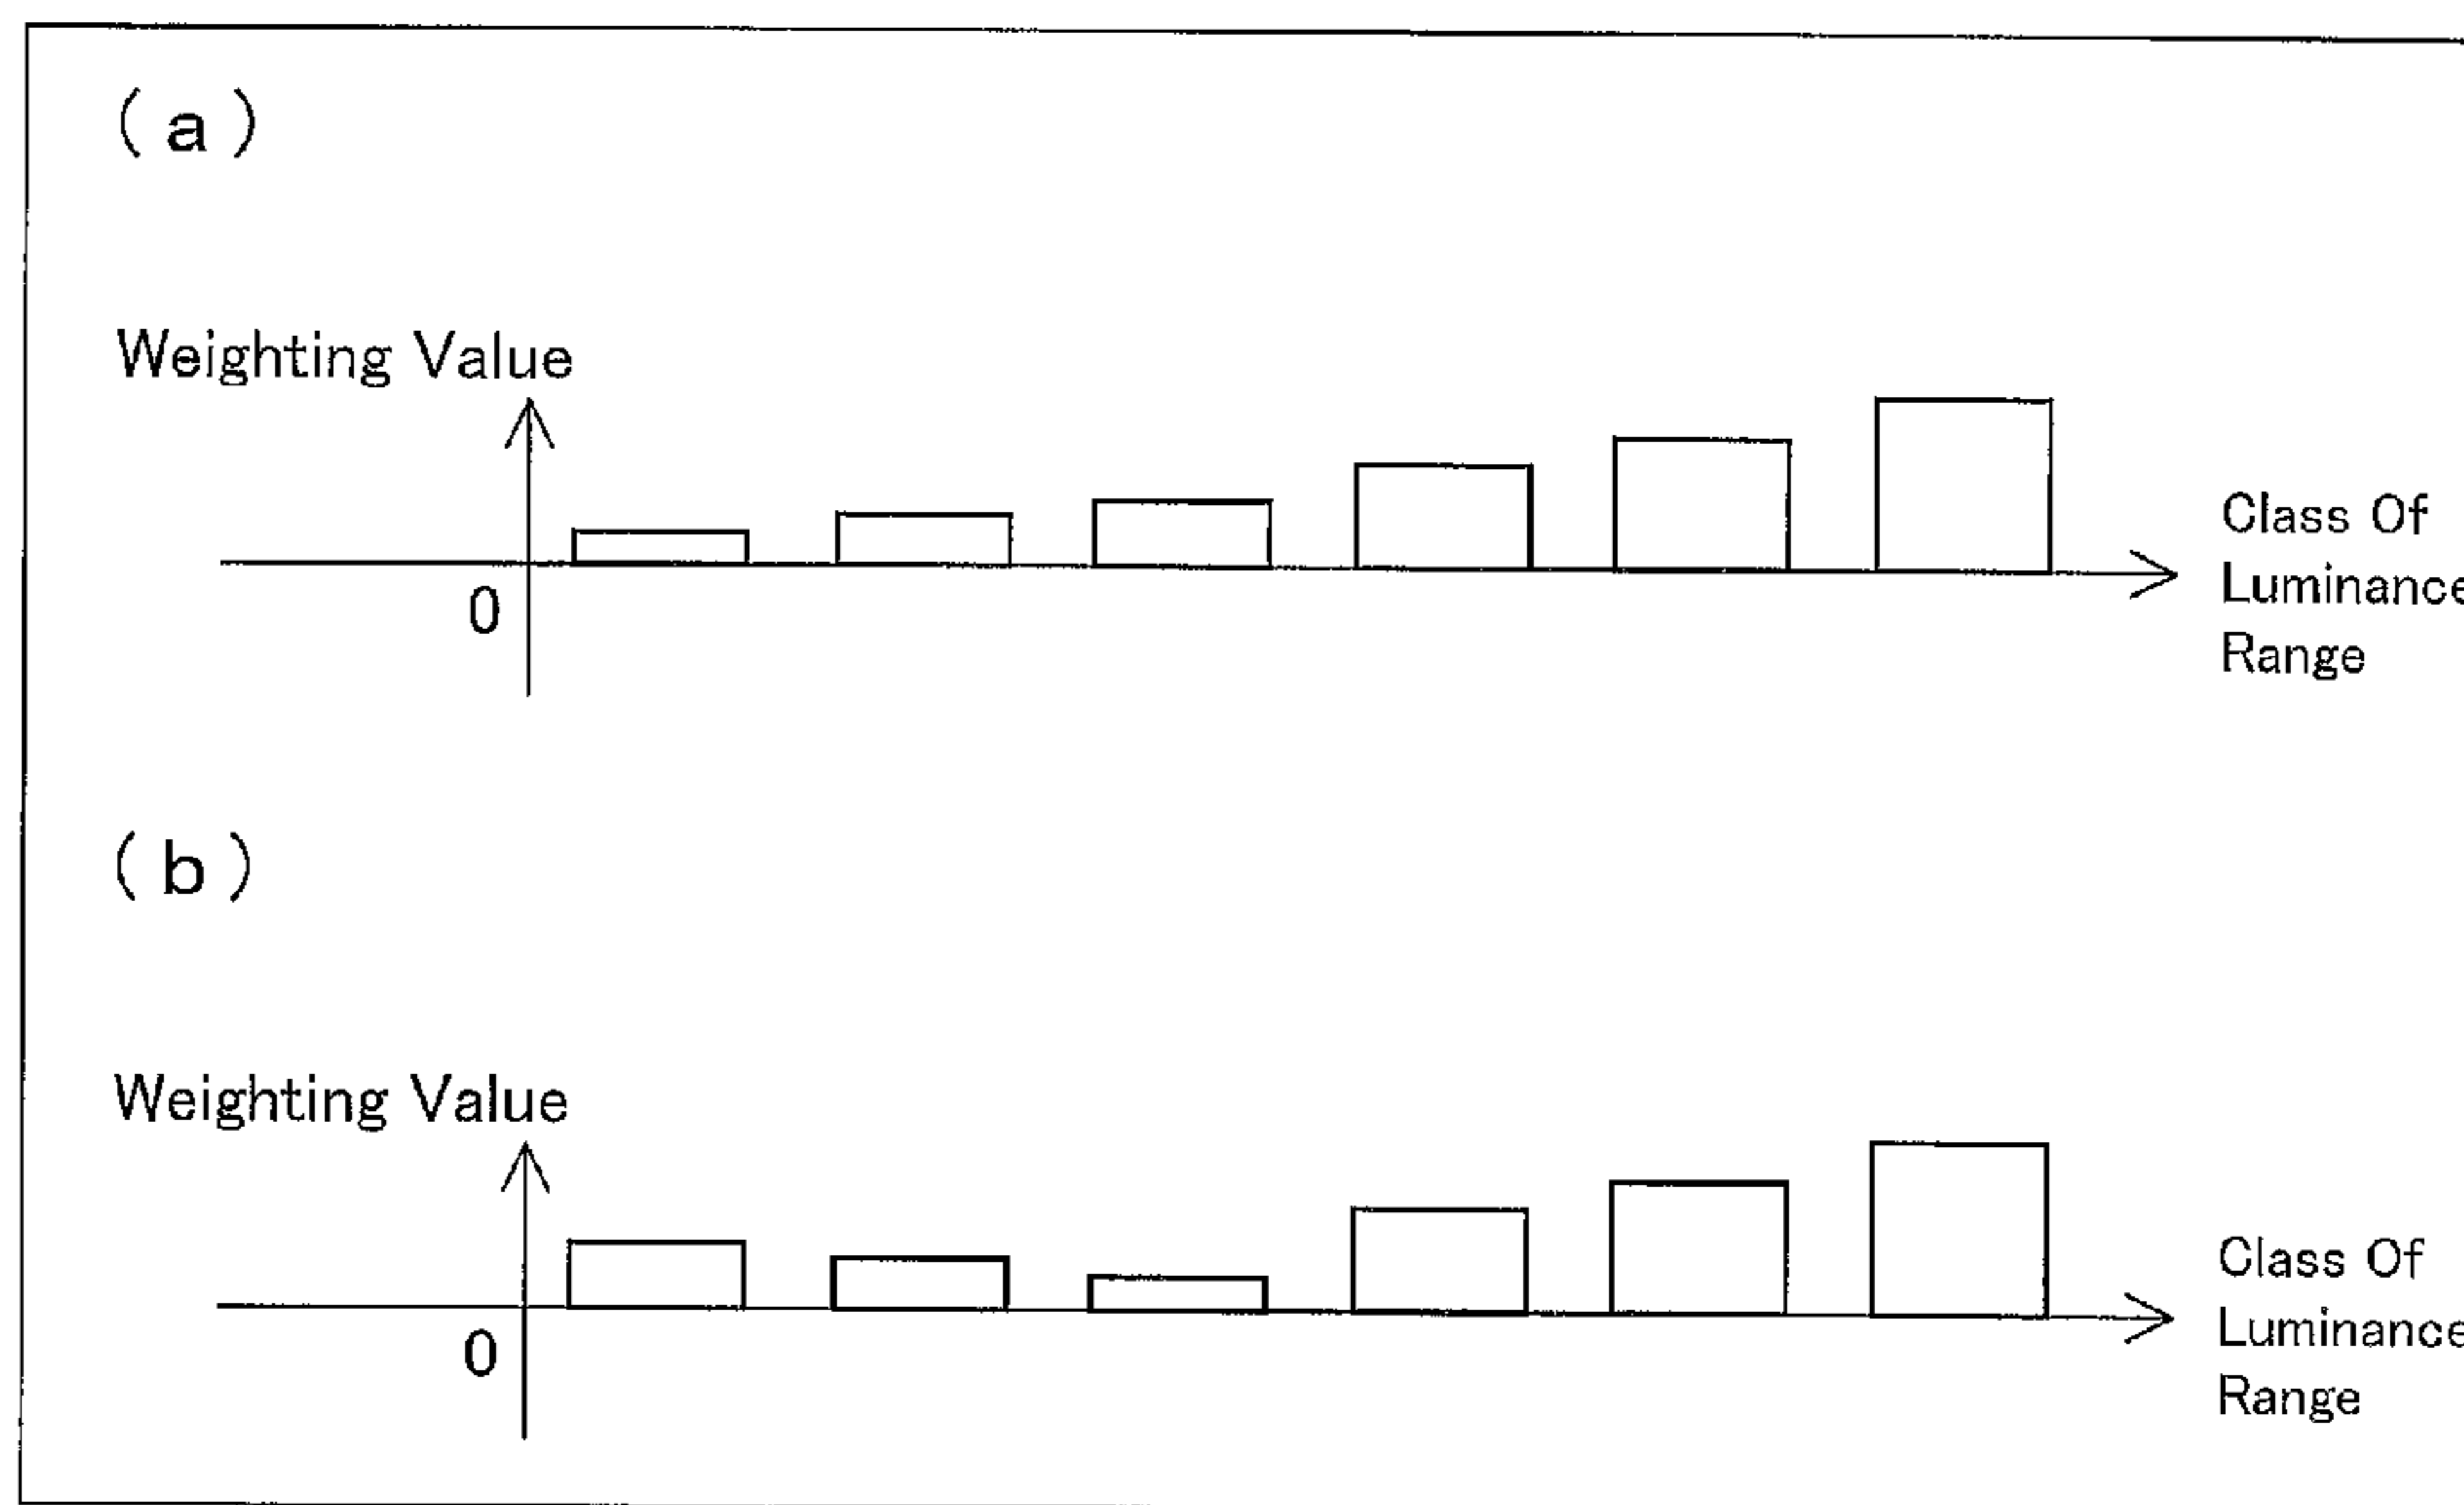 (a)
Weighting Value
0
Class Of
Luminance
Range
(b)
Weighting Value
0
Class Of
Luminance
Range